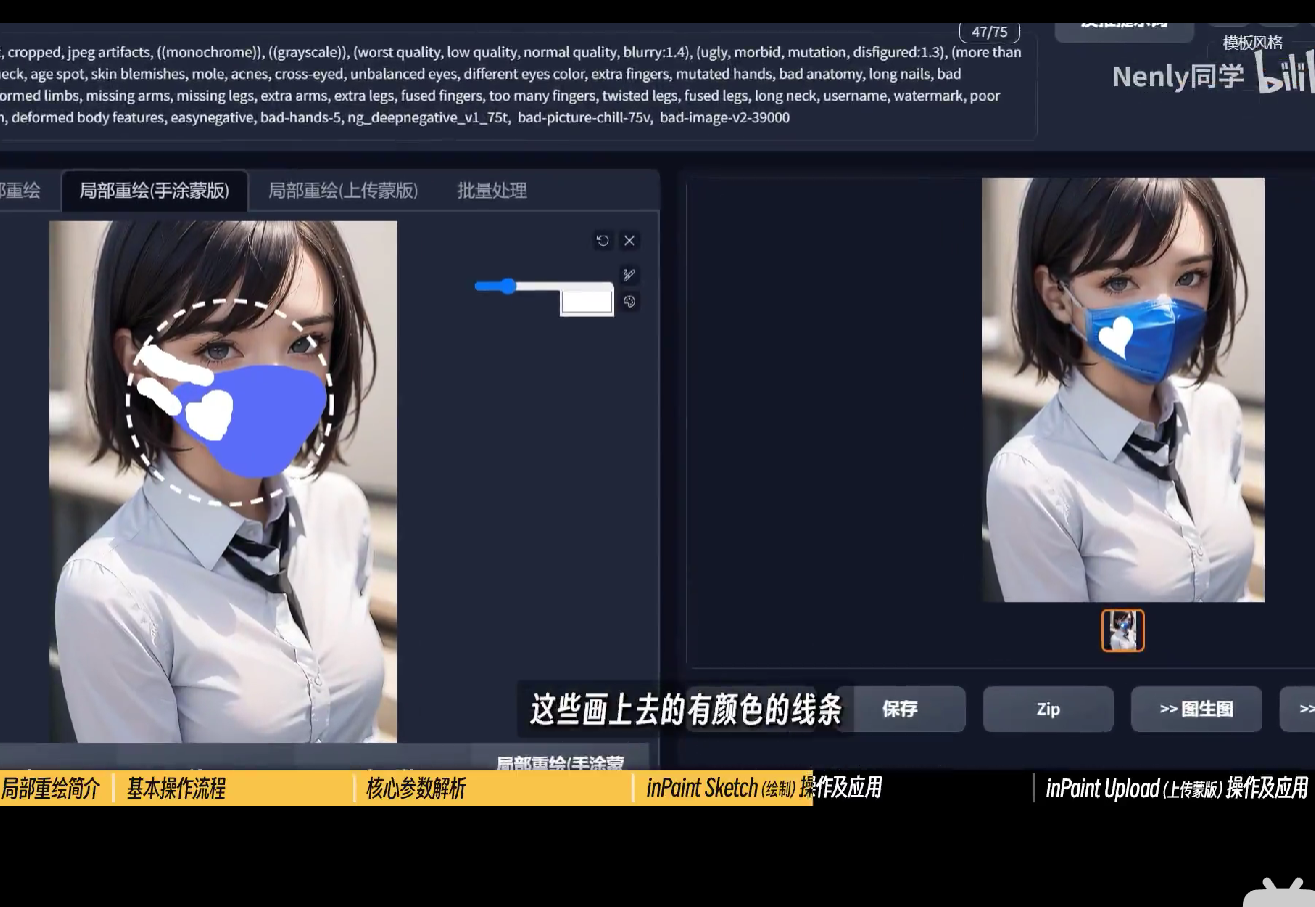 47/75
模板风格
, cropped, jpeg artifacts, ((monochrome)), ((grayscale)), (worst quality, low quality, normal quality, blurry:1.4), (ugly, morbid, mutation, disfigured:1.3), (more than
neck, age spot, skin blemishes, mole, acnes, cross-eyed, unbalanced eyes, different eyes color, extra fingers, mutated hands, bad anatomy, long nails, bad
ormed limbs, missing arms, missing legs, extra arms, extra legs, fused fingers, too many fingers, twisted legs, fused legs, long neck, username, watermark, poor
, deformed body features, easynegative, bad-hands-5, ng_deepnegative_v1_75t, bad-picture-chill-75v, bad-image-v2-39000
Nenly同学 bili
部重绘 局部重绘(手涂蒙版) 局部重绘(上传蒙版) 批量处理
这些画上去的有颜色的线条
保存 Zip >> 图生图 >>
局部重绘(手涂蒙
局部重绘简介 基本操作流程 核心参数解析 inPaint Sketch (绘制) 操作及应用 inPaint Upload (上传蒙版) 操作及应用